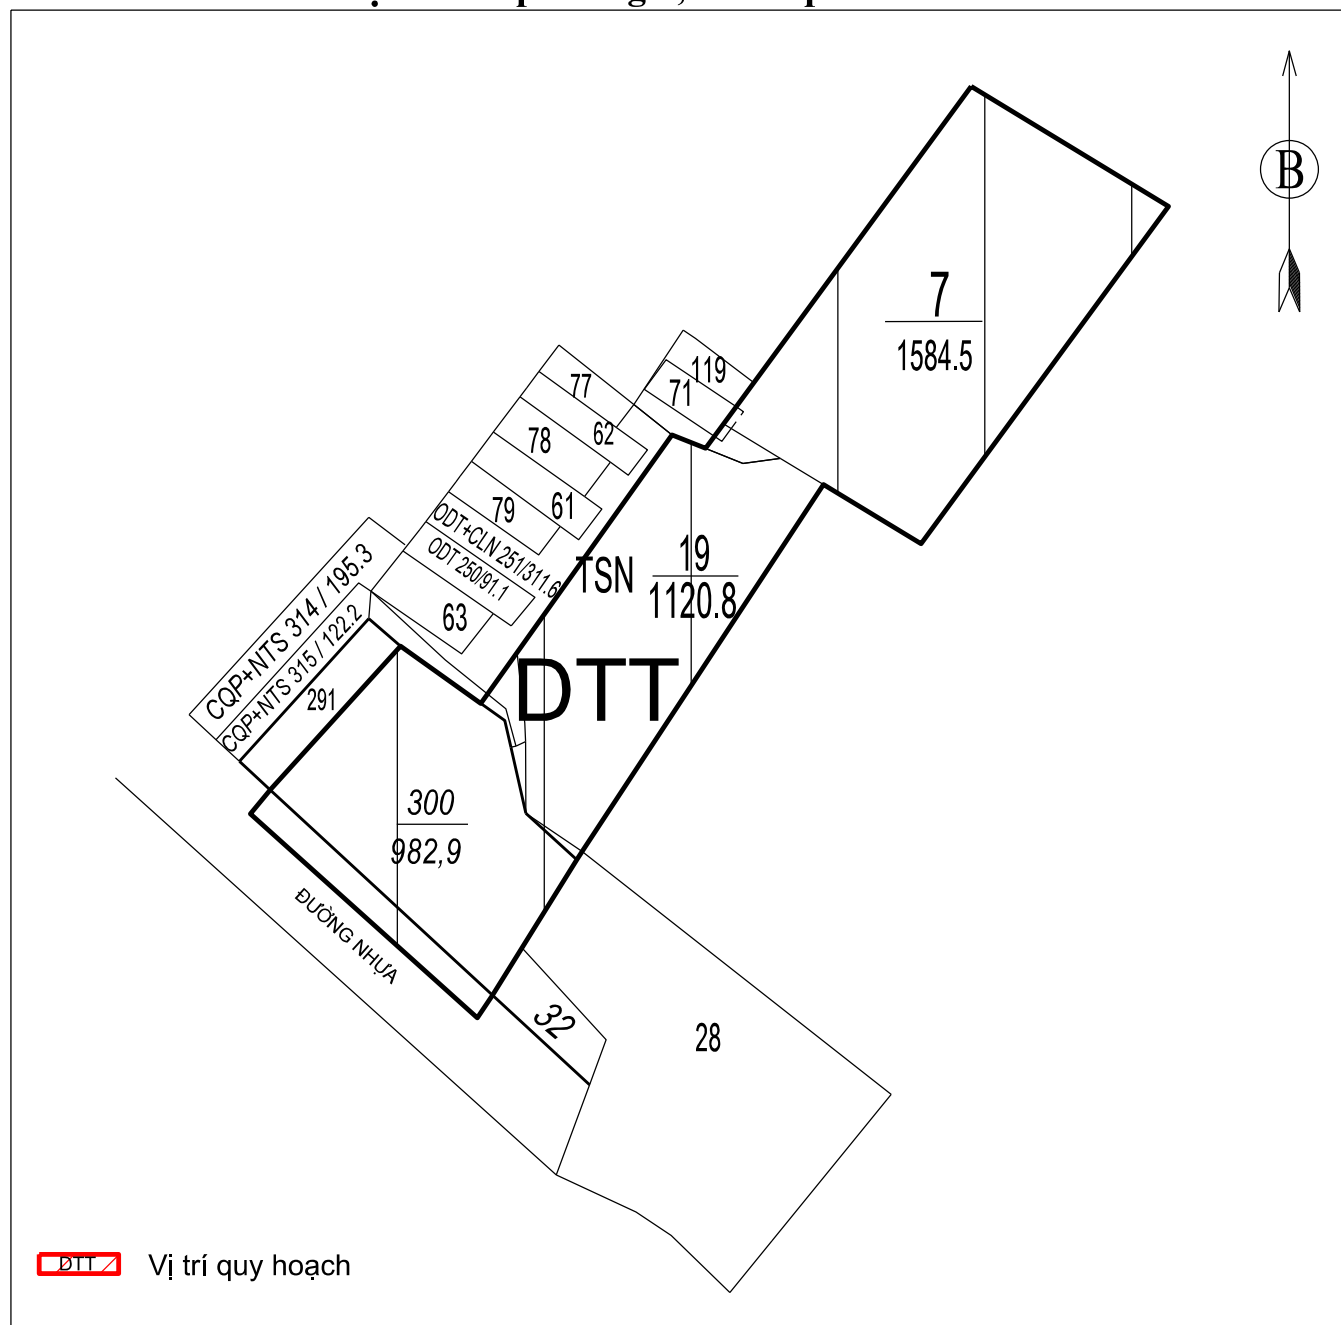 B
7
1584.5
119
71
77
62
78
61
79
ODT+CLN 251/311.6
ODT 250/91.1
63
TSN
19
1120.8
DTT
CQP+NTS 314 / 195.3
CQP+NTS 315 / 122.2
291
300
982,9
ĐƯỜNG NHỰA
32
28
DTT
Vị trí quy hoạch